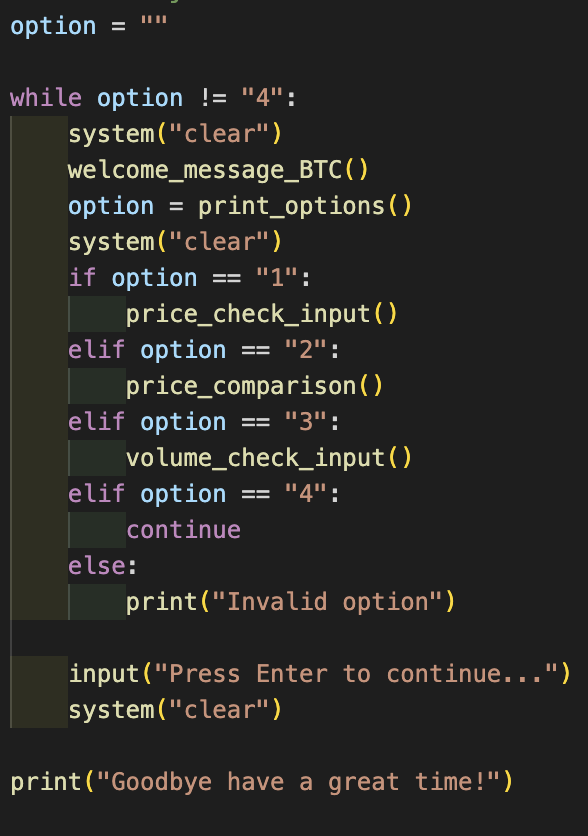 option = ""
while option != "4":
    system("clear")
    welcome_message_BTC()
    option = print_options()
    system("clear")
    if option == "1":
        price_check_input()
    elif option == "2":
        price_comparison()
    elif option == "3":
        volume_check_input()
    elif option == "4":
        continue
    else:
        print("Invalid option")
    input("Press Enter to continue...")
    system("clear")
print("Goodbye have a great time!")